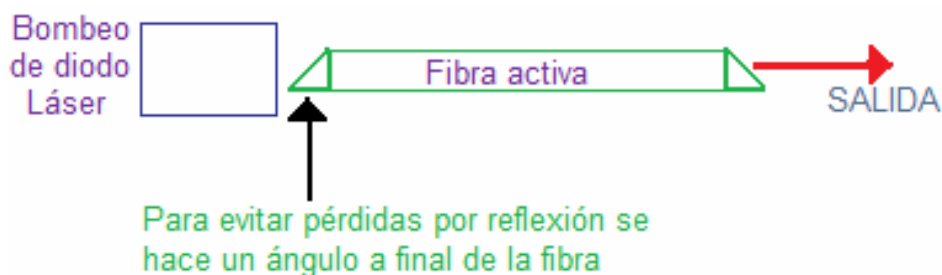 Bombeo
de diodo
Láser
Fibra activa
SALIDA
Para evitar pérdidas por reflexión se
hace un ángulo a final de la fibra